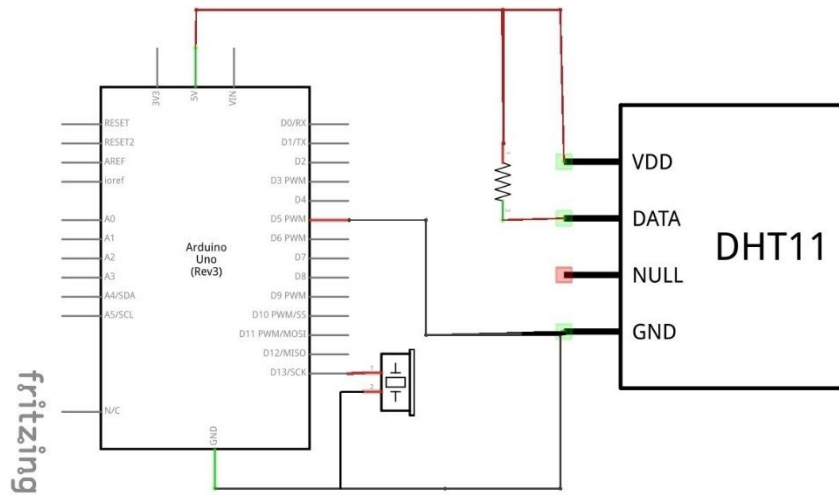 3V3
5V
VIN
RESET
RESET2
AREF
ioref
A0
A1
A2
A3
A4/SDA
A5/SCL
N/C
D0/RX
D1/TX
D2
D3 PWM
D4
D5 PWM
D6 PWM
D7
D8
D9 PWM
D10 PWM/SS
D11 PWM/MOSI
D12/MISO
D13/SCK
Arduino
Uno
(Rev3)
GND
1
2
1
2
VDD
DATA
NULL
GND
DHT11
fritzing